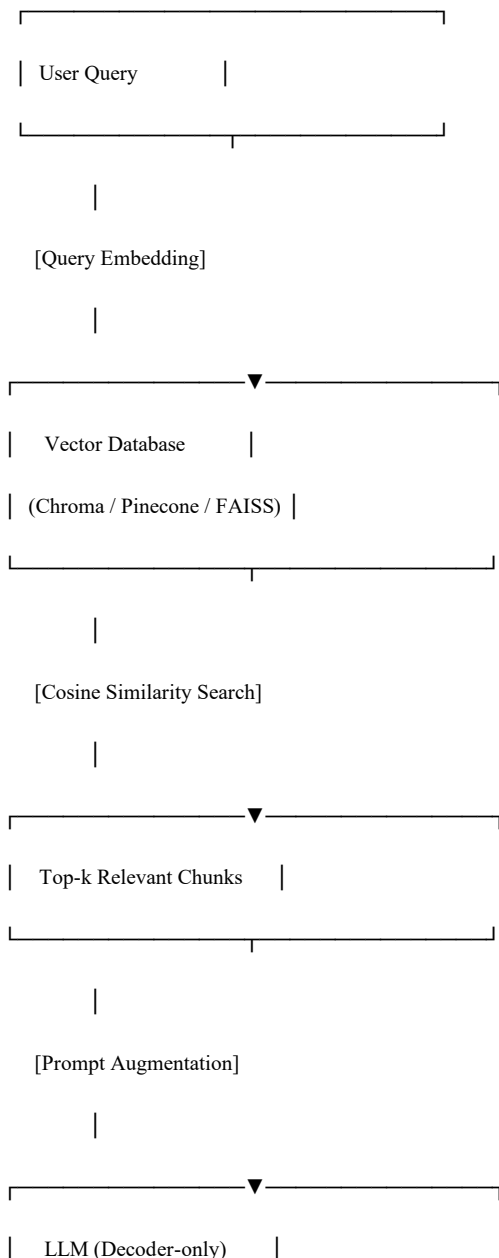 User Query
[Query Embedding]
Vector Database
(Chroma / Pinecone / FAISS)
[Cosine Similarity Search]
Top-k Relevant Chunks
[Prompt Augmentation]
LLM (Decoder-only)